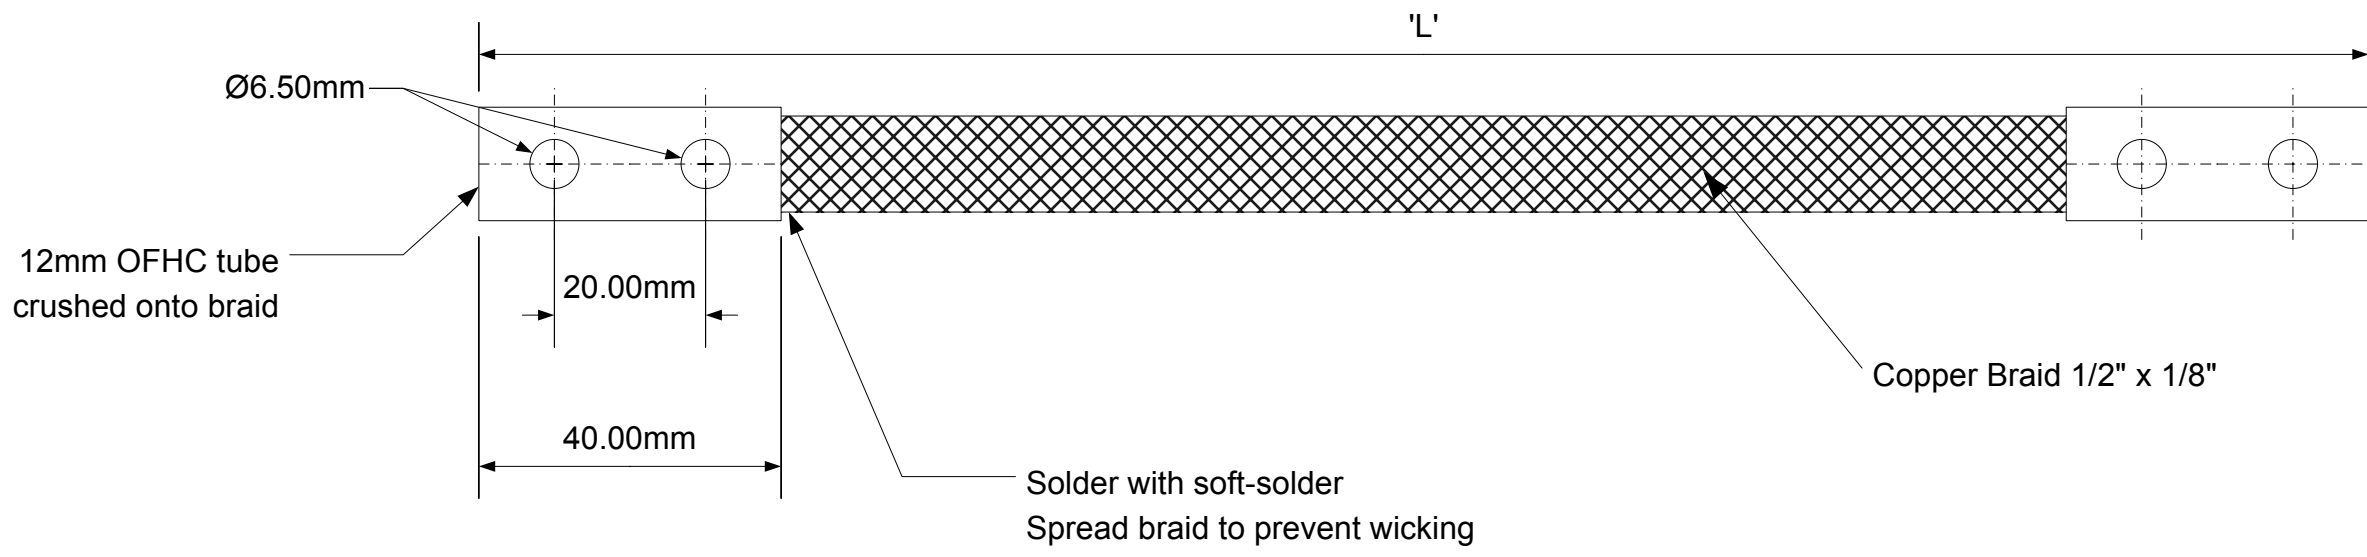 'L'
Ø6.50mm
12mm OFHC tube
crushed onto braid
20.00mm
Copper Braid 1/2" x 1/8"
40.00mm
Solder with soft-solder
Spread braid to prevent wicking